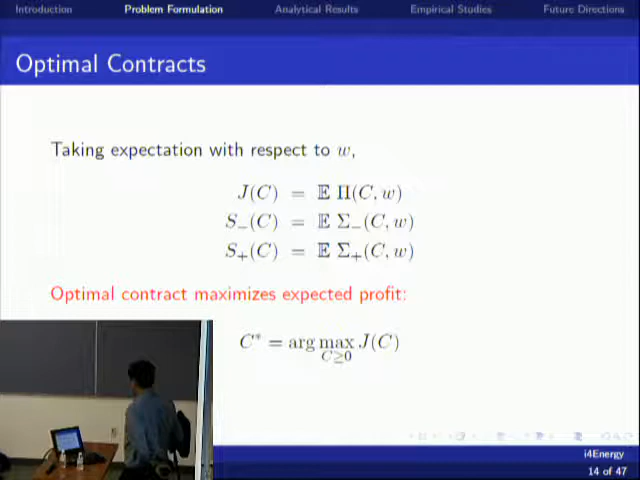 Introduction Problem Formulation Analytical Results Empirical Studies Future Directions
Optimal Contracts
Taking expectation with respect to w,
J(C) = 𝔼 Π(C, w)
S₋(C) = 𝔼 Σ₋(C, w)
S₊(C) = 𝔼 Σ₊(C, w)
Optimal contract maximizes expected profit:
C* = arg max J(C)
C≥0
i4Energy
14 of 47